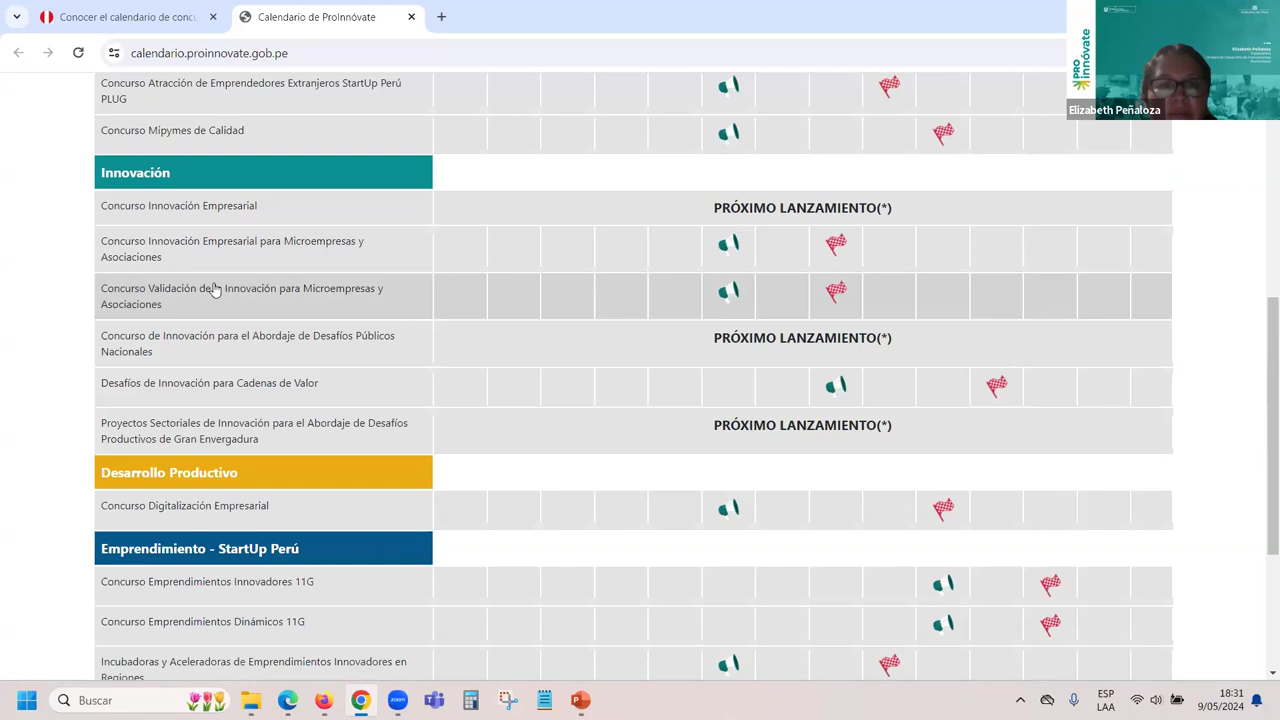 Conocer el calendario de concu
Calendario de ProInnóvate
calendario.proinnovate.gob.pe
PRO
innóvate
Elizabeth Peñaloza
Elizabeth Peñaloza
Concurso Atracción de Emprendedores Extranjeros StartUp Perú
PLUG
Concurso Mipymes de Calidad
Innovación
Concurso Innovación Empresarial
PRÓXIMO LANZAMIENTO(*)
Concurso Innovación Empresarial para Microempresas y
Asociaciones
Concurso Validación de Innovación para Microempresas y
Asociaciones
Concurso de Innovación para el Abordaje de Desafíos Públicos
Nacionales
PRÓXIMO LANZAMIENTO(*)
Desafíos de Innovación para Cadenas de Valor
Proyectos Sectoriales de Innovación para el Abordaje de Desafíos
Productivos de Gran Envergadura
PRÓXIMO LANZAMIENTO(*)
Desarrollo Productivo
Concurso Digitalización Empresarial
Emprendimiento - StartUp Perú
Concurso Emprendimientos Innovadores 11G
Concurso Emprendimientos Dinámicos 11G
Incubadoras y Aceleradoras de Emprendimientos Innovadores en
Regiones
Buscar
zoom
ESP
LAA
18:31
9/05/2024